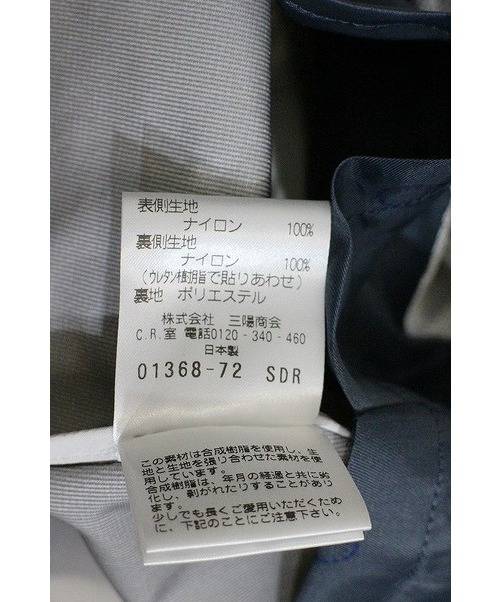 表側生地
ナイロン 100%
裏側生地
ナイロン 100%
(ウレタン樹脂で貼りあわせ)
裏地 ポリエステル
株式会社 三陽商会
C.R.室 電話0120-340-460
日本製
01368-72 SDR
この素材は合成樹脂を使用し、生
地と生地を張り合わせた素材を使
用しています。
合成樹脂は、年月の経過と共に劣
化し、剥がれたりすることがあり
ます。
少しでも長くご愛用いただくため
に、下記のことにご注意下さい。